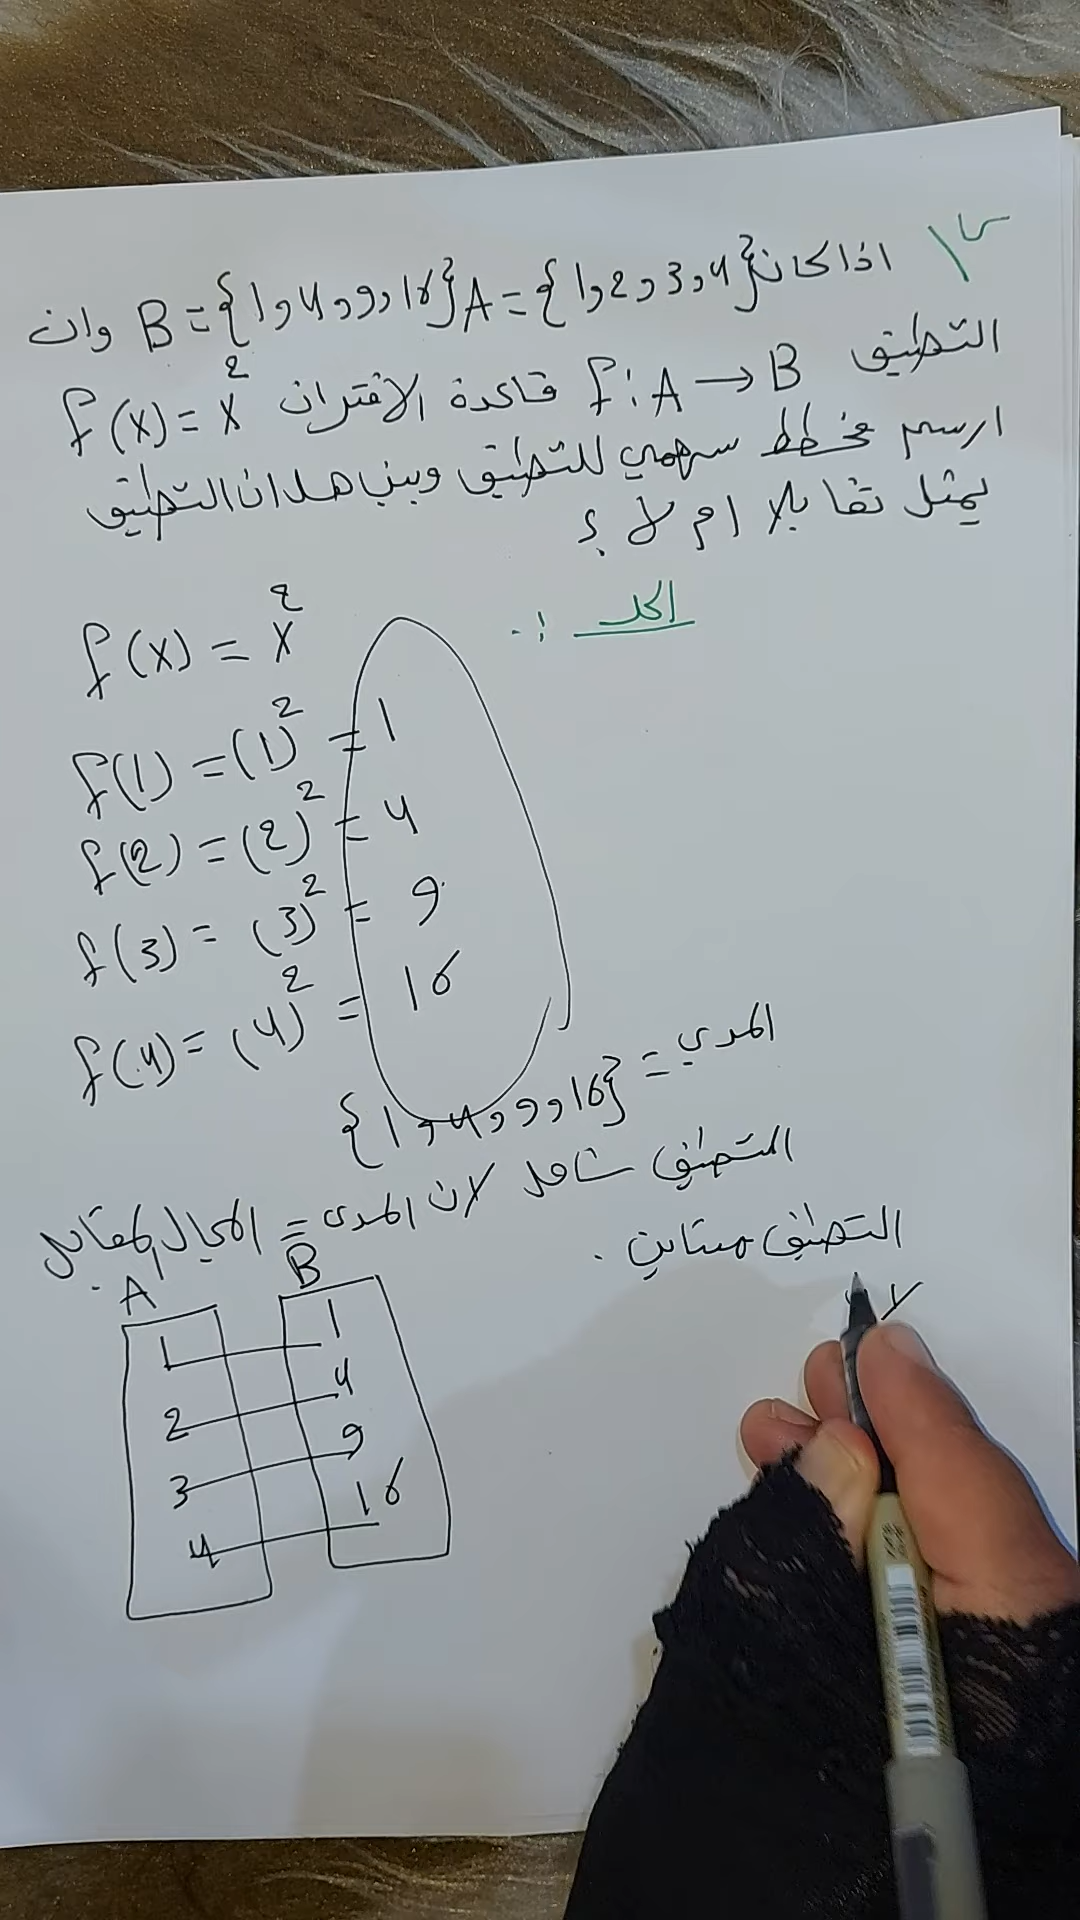 س١ اذا كان A = {1,2,3,4} B = {1,4,9,16} وان
التطبيق f: A → B قاعدة الاقتران f(x) = x²
ارسم مخطط سهمي للتطبيق وبين هل ان التطبيق
يمثل تقابلا ام لا ؟
الحل :.
f(x) = x²
f(1) = (1)² = 1
f(2) = (2)² = 4
f(3) = (3)² = 9
f(4) = (4)² = 16
المدى = {1,4,9,16}
التطبيق شامل لان المدى = المجال المقابل
التطبيق متباين .
A B
1 1
2 4
3 9
4 16